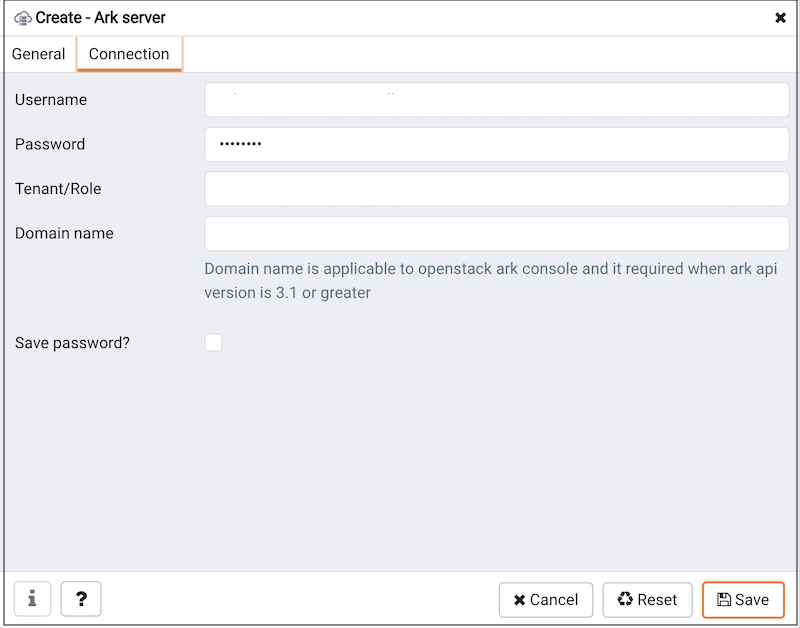 Create - Ark server
General Connection
Username
Password ••••••••
Tenant/Role
Domain name
Domain name is applicable to openstack ark console and it required when ark api
version is 3.1 or greater
Save password?
i ? Cancel Reset Save